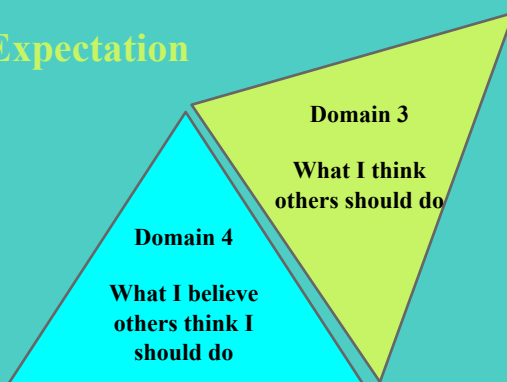 Expectation
Domain 3
What I think
others should do
Domain 4
What I believe
others think I
should do